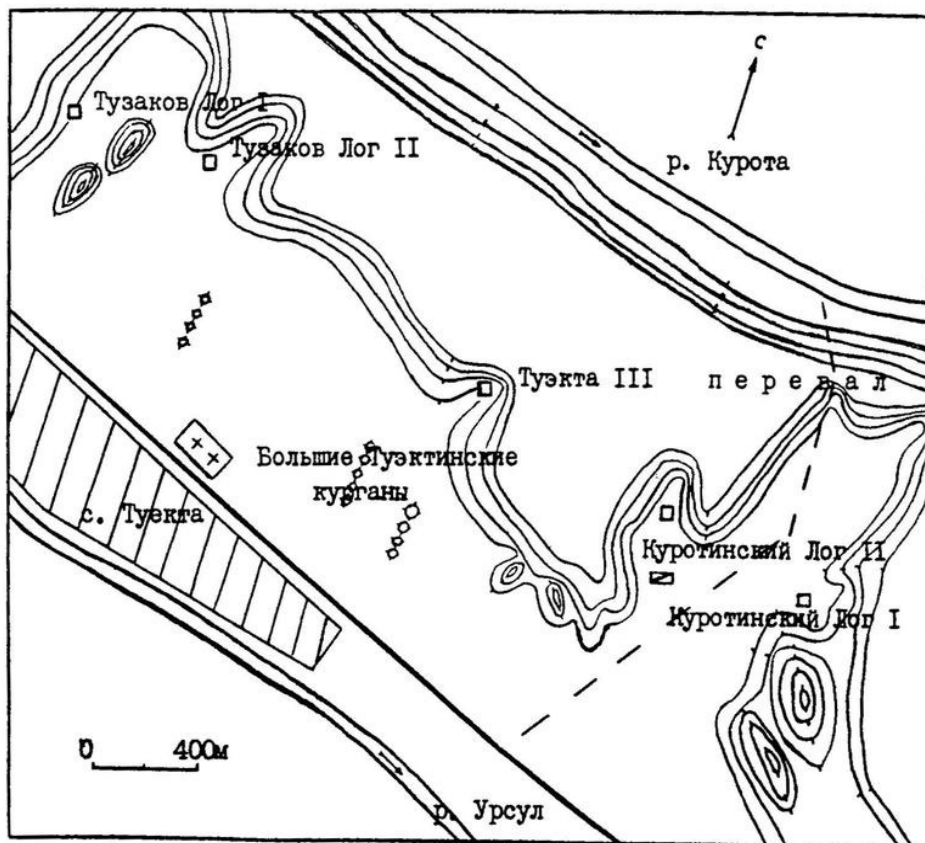 с
Тузаков Лог I
Тузаков Лог II
р. Курота
Туэкта III
перевал
Большие Туэктинские
курганы
с. Туекта
Куротинский Лог II
Куротинский Лог I
0 400м
р. Урсул